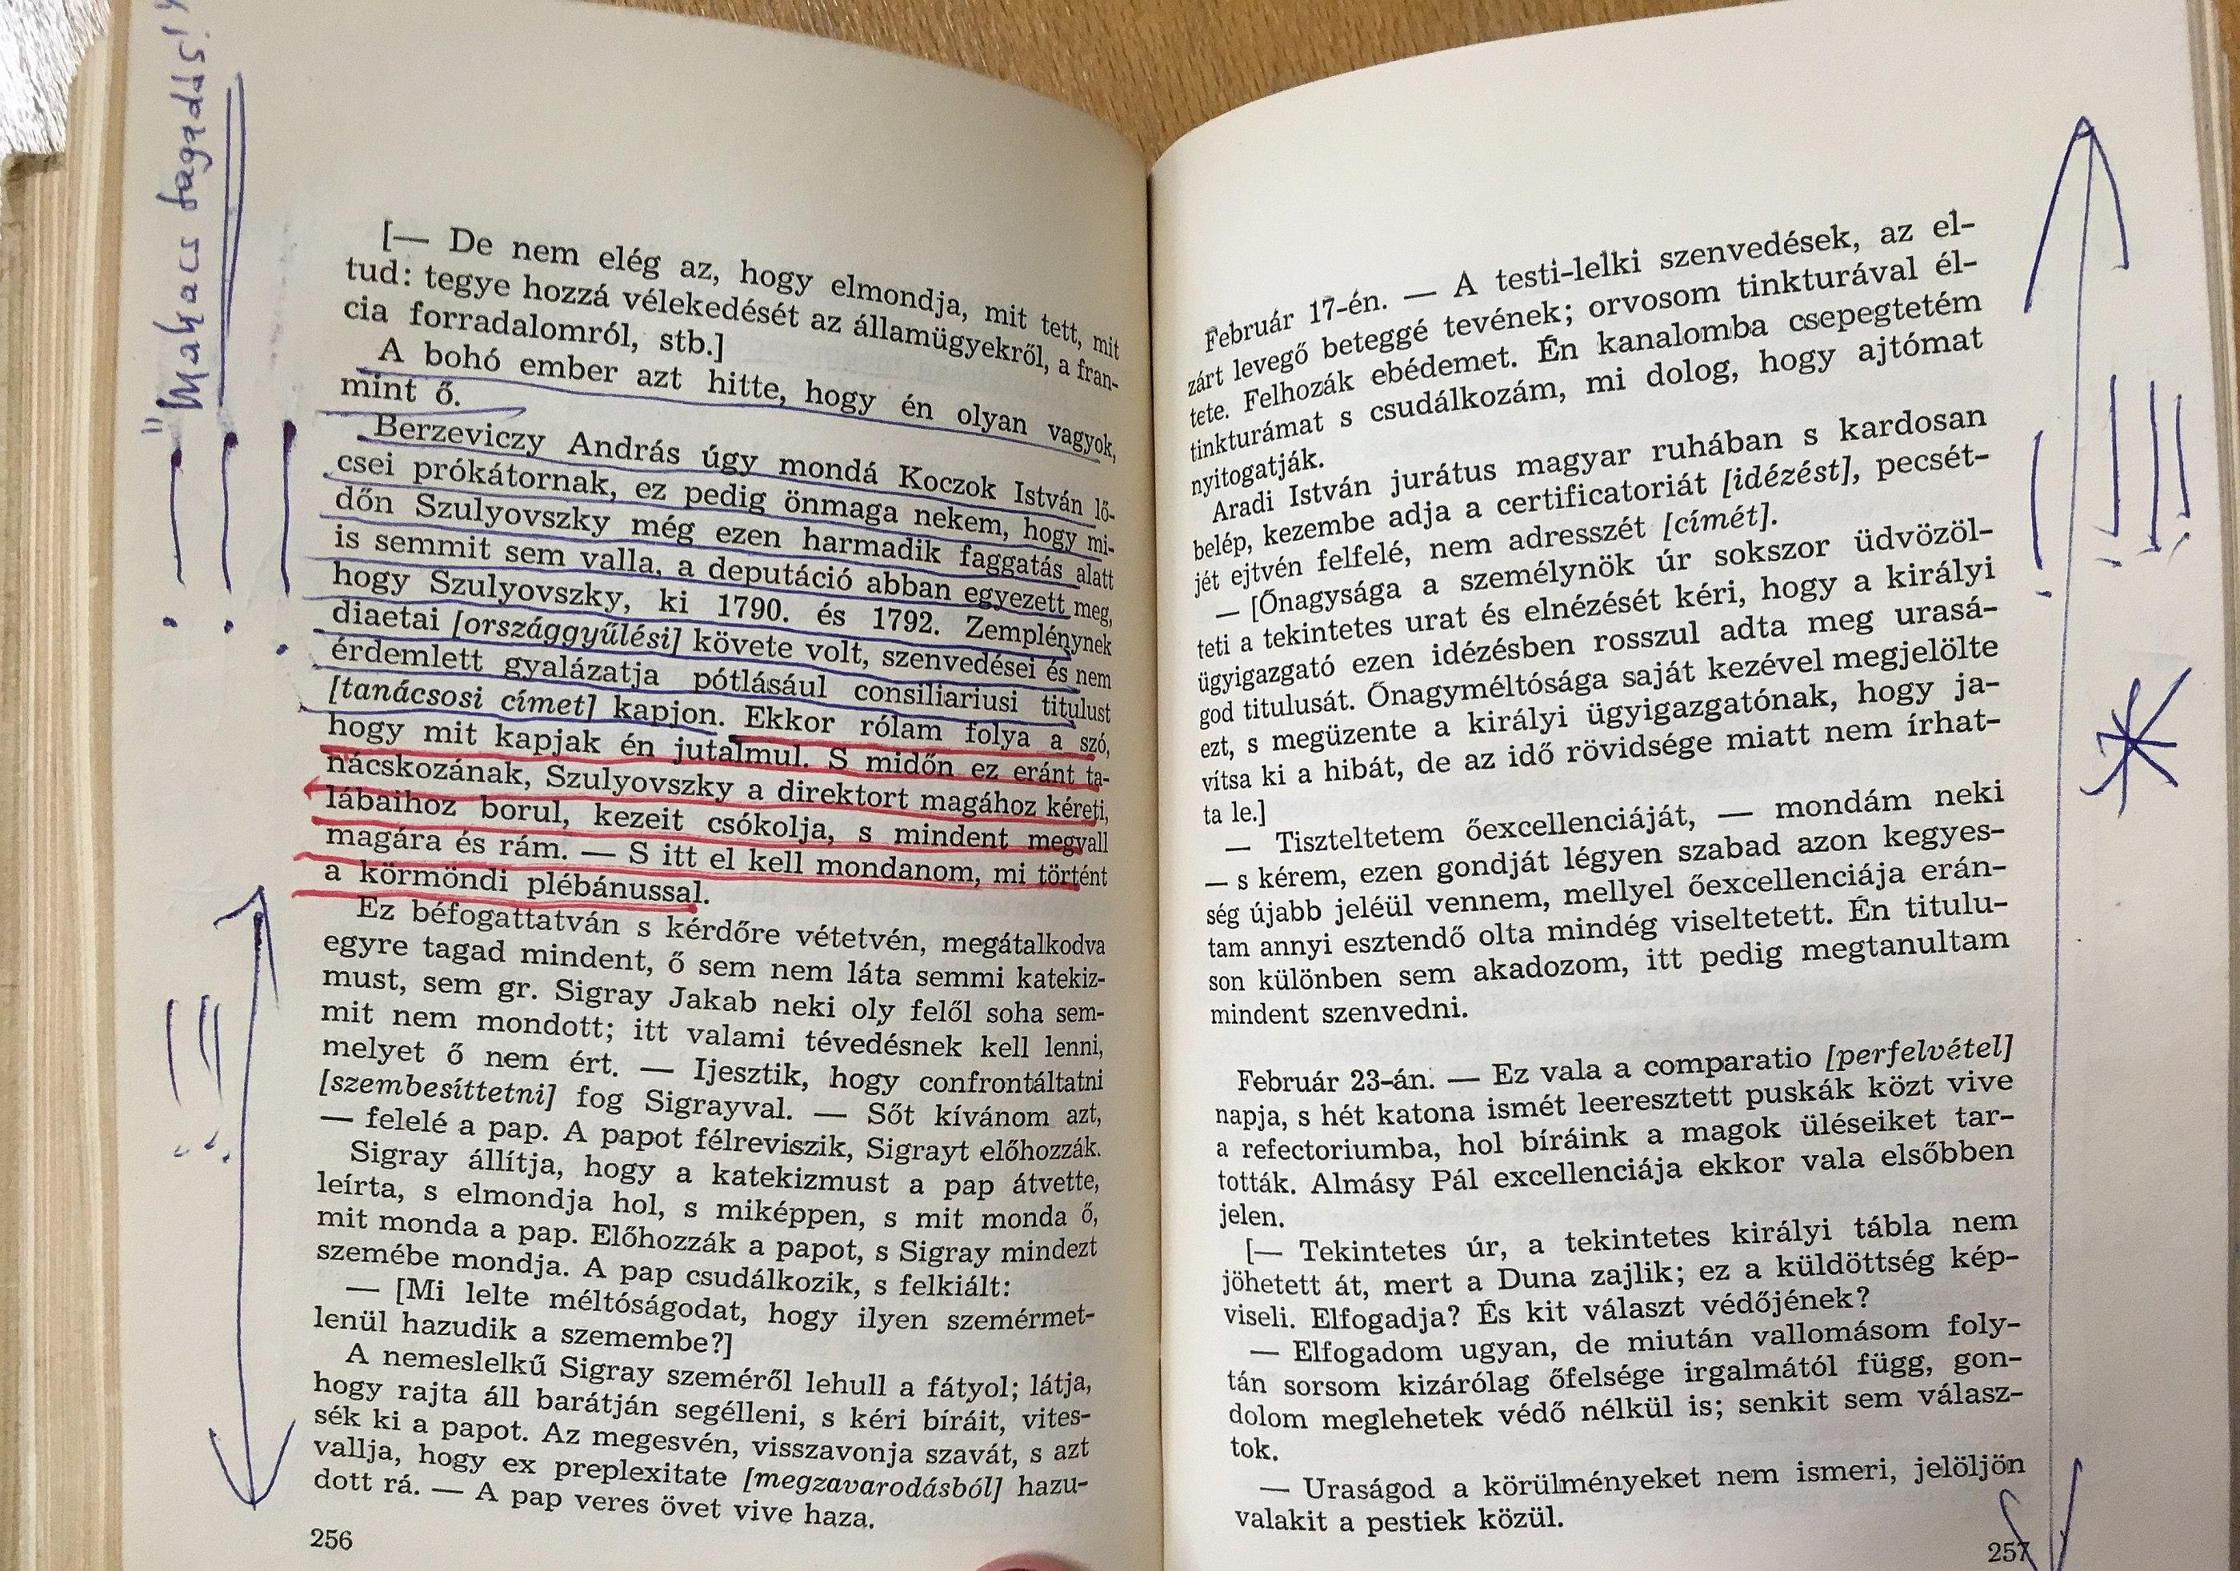 "Makacs tagadás!"
[— De nem elég az, hogy elmondja, mit tett, mit
tud: tegye hozzá vélekedését az államügyekről, a fran-
cia forradalomról, stb.]
A bohó ember azt hitte, hogy én olyan vagyok,
mint ő.
Berzeviczy András úgy mondá Koczok István lő-
csei prókátornak, ez pedig önmaga nekem, hogy mi-
dőn Szulyovszky még ezen harmadik faggatás alatt
is semmit sem valla, a deputáció abban egyezett meg,
hogy Szulyovszky, ki 1790. és 1792. Zemplénynek
diaetai [országgyűlési] követe volt, szenvedései és nem
érdemlett gyalázatja pótlásául consiliariusi titulust
[tanácsosi címet] kapjon. Ekkor rólam folya a szó,
hogy mit kapjak én jutalmul. S midőn ez eránt ta-
nácskozának, Szulyovszky a direktort magához kéreti,
lábaihoz borul, kezeit csókolja, s mindent megvall
magára és rám. — S itt el kell mondanom, mi történt
a körmöndi plébánussal.
Ez béfogattatván s kérdőre vétetvén, megátalkodva
egyre tagad mindent, ő sem nem láta semmi katekiz-
must, sem gr. Sigray Jakab neki oly felől soha sem-
mit nem mondott; itt valami tévedésnek kell lenni,
melyet ő nem ért. — Ijesztik, hogy confrontáltatni
[szembesíttetni] fog Sigrayval. — Sőt kívánom azt,
— felelé a pap. A papot félreviszik, Sigrayt előhozzák.
Sigray állítja, hogy a katekizmust a pap átvette,
leírta, s elmondja hol, s miképpen, s mit monda ő,
mit monda a pap. Előhozzák a papot, s Sigray mindezt
szemébe mondja. A pap csudálkozik, s felkiált:
— [Mi lelte méltóságodat, hogy ilyen szemérmet-
lenül hazudik a szemembe?]
A nemeslelkű Sigray szeméről lehull a fátyol; látja,
hogy rajta áll barátján segélleni, s kéri bíráit, vites-
sék ki a papot. Az megesvén, visszavonja szavát, s azt
vallja, hogy ex preplexitate [megzavarodásból] hazu-
dott rá. — A pap veres övet vive haza.
256
Február 17-én. — A testi-lelki szenvedések, az el-
zárt levegő beteggé tevének; orvosom tinkturával él-
tete. Felhozák ebédemet. Én kanalomba csepegtetém
tinkturámat s csudálkozám, mi dolog, hogy ajtómat
nyitogatják.
Aradi István jurátus magyar ruhában s kardosan
belép, kezembe adja a certificatoriát [idézést], pecsét-
jét ejtvén felfelé, nem adresszét [címét].
— [Őnagysága a személynök úr sokszor üdvözöl-
teti a tekintetes urat és elnézését kéri, hogy a királyi
ügyigazgató ezen idézésben rosszul adta meg urasá-
god titulusát. Őnagyméltósága saját kezével megjelölte
ezt, s megüzente a királyi ügyigazgatónak, hogy ja-
vítsa ki a hibát, de az idő rövidsége miatt nem írhat-
ta le.]
— Tiszteltetem őexcellenciáját, — mondám neki
— s kérem, ezen gondját légyen szabad azon kegyes-
ség újabb jeléül vennem, mellyel őexcellenciája erán-
tam annyi esztendő olta mindég viseltetett. Én titulu-
son különben sem akadozom, itt pedig megtanultam
mindent szenvedni.
Február 23-án. — Ez vala a comparatio [perfelvétel]
napja, s hét katona ismét leeresztett puskák közt vive
a refectoriumba, hol bíráink a magok üléseiket tar-
tották. Almásy Pál excellenciája ekkor vala elsőbben
jelen.
[— Tekintetes úr, a tekintetes királyi tábla nem
jöhetett át, mert a Duna zajlik; ez a küldöttség kép-
viseli. Elfogadja? És kit választ védőjének?
— Elfogadom ugyan, de miután vallomásom foly-
tán sorsom kizárólag őfelsége irgalmától függ, gon-
dolom meglehetek védő nélkül is; senkit sem válasz-
tok.
— Uraságod a körülményeket nem ismeri, jelöljön
valakit a pestiek közül.
257